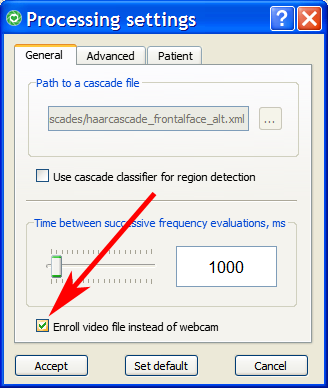 Processing settings
General Advanced Patient
Path to a cascade file
scades/haarcascade_frontalface_alt.xml ...
Use cascade classifier for region detection
Time between successive frequency evaluations, ms
1000
Enroll video file instead of webcam
Accept Set default Cancel